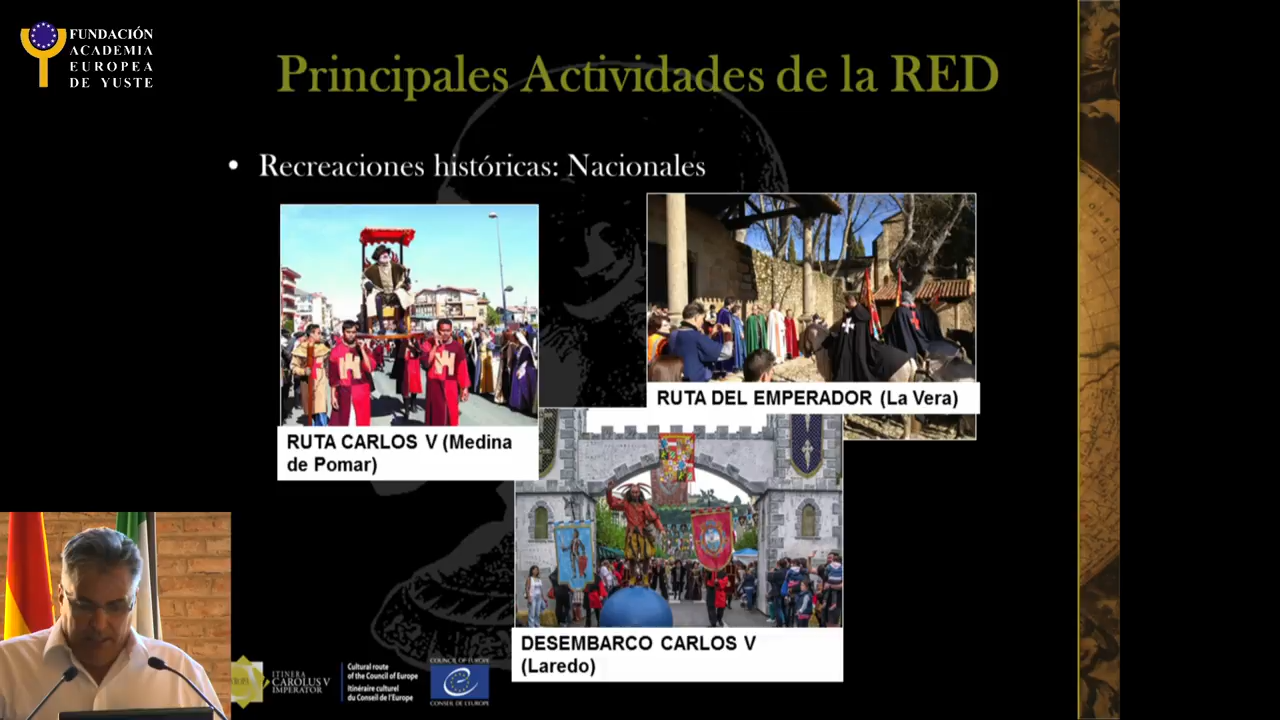 FUNDACIÓN
ACADEMIA
EUROPEA
DE YUSTE
Principales Actividades de la RED
• Recreaciones históricas: Nacionales
RUTA DEL EMPERADOR (La Vera)
RUTA CARLOS V (Medina
de Pomar)
DESEMBARCO CARLOS V
(Laredo)
ITINERA
CAROLUS V
IMPERATOR
Cultural route
of the Council of Europe
Itinéraire culturel
du Conseil de l'Europe
COUNCIL OF EUROPE
CONSEIL DE L'EUROPE